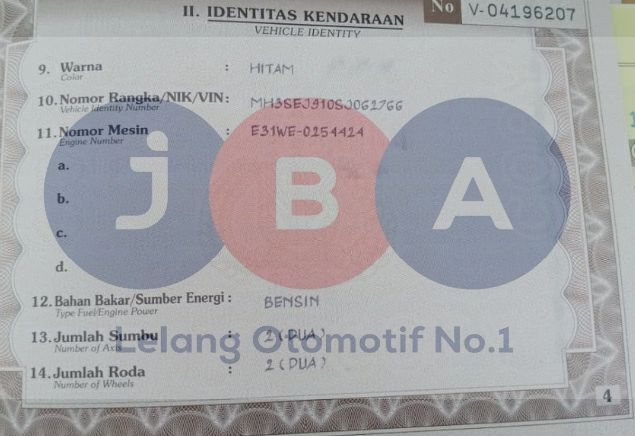 II. IDENTITAS KENDARAAN
VEHICLE IDENTITY
No V-04196207
9. Warna : HITAM
Color
10. Nomor Rangka/NIK/VIN : MH3SEJ910SJ062766
Vehicle Identity Number
11. Nomor Mesin : E31WE-0254424
Engine Number
a.
b.
c.
d.
j B A
12. Bahan Bakar/Sumber Energi : BENSIN
Type Fuel/Engine Power
13. Jumlah Sumbu : 2 (DUA)
Number of Axis
Lelang Otomotif No.1
14. Jumlah Roda : 2 (DUA)
Number of Wheels
4